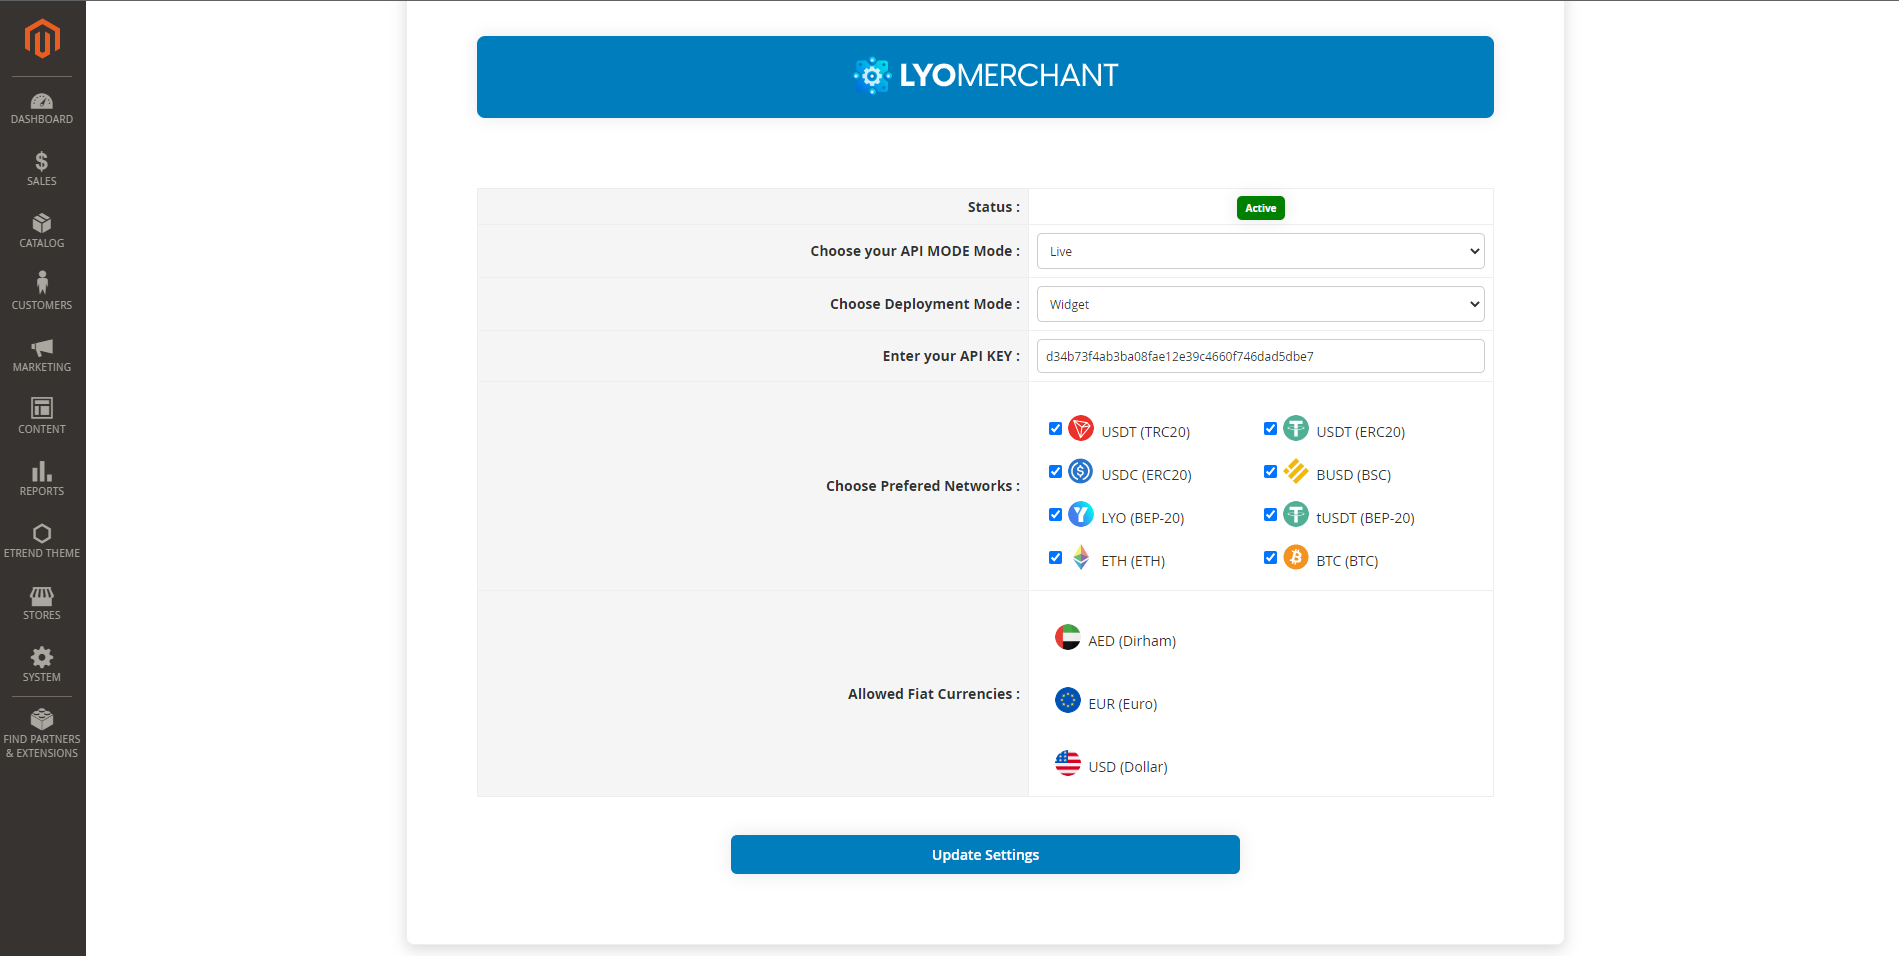 LYOMERCHANT
DASHBOARD
SALES
CATALOG
CUSTOMERS
MARKETING
CONTENT
REPORTS
ETREND THEME
STORES
SYSTEM
FIND PARTNERS
& EXTENSIONS
Status :
Active
Choose your API MODE Mode :
Live
Choose Deployment Mode :
Widget
Enter your API KEY :
d34b73f4ab3ba08fae12e39c4660f746dad5dbe7
Choose Prefered Networks :
USDT (TRC20)
USDT (ERC20)
USDC (ERC20)
BUSD (BSC)
LYO (BEP-20)
tUSDT (BEP-20)
ETH (ETH)
BTC (BTC)
Allowed Fiat Currencies :
AED (Dirham)
EUR (Euro)
USD (Dollar)
Update Settings